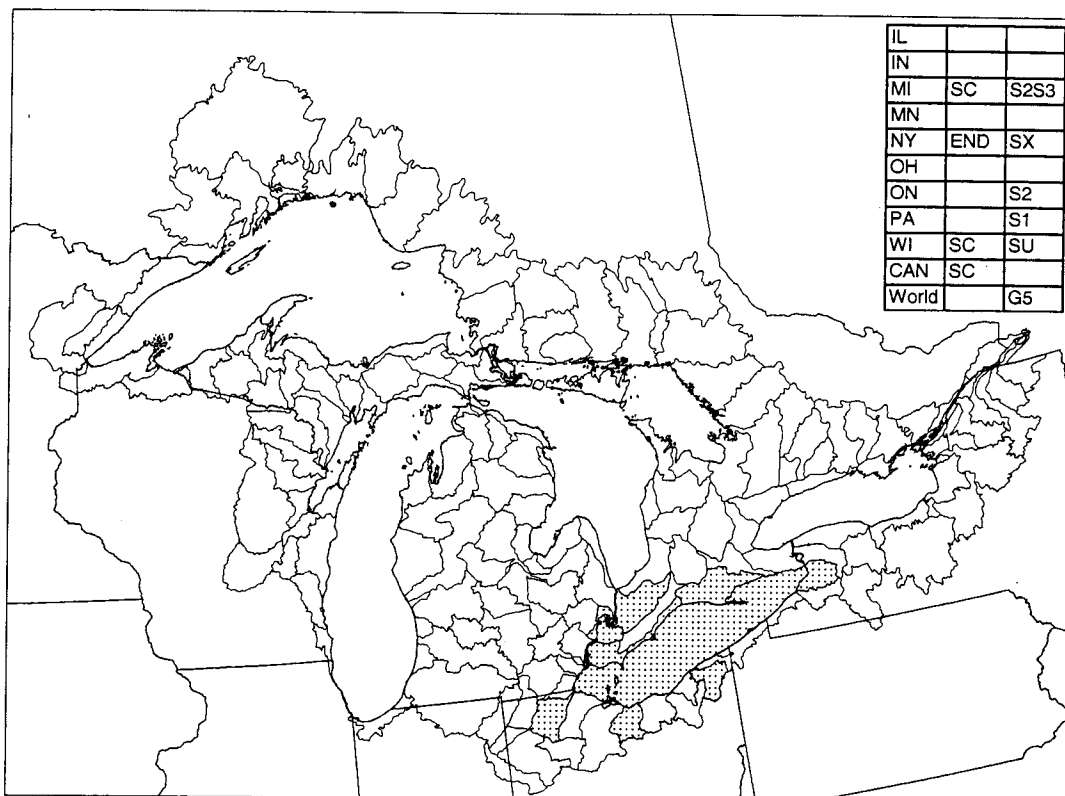 IL
IN
MI SC S2S3
MN
NY END SX
OH
ON S2
PA S1
WI SC SU
CAN SC
World G5